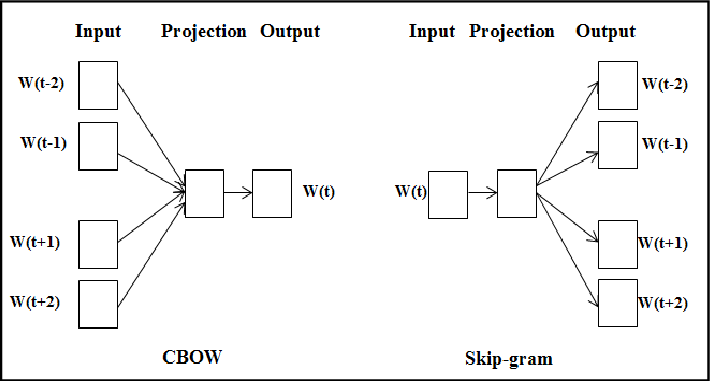 Input Projection Output
W(t-2)
W(t-1)
W(t)
W(t+1)
W(t+2)
CBOW
Input Projection Output
W(t-2)
W(t-1)
W(t)
W(t+1)
W(t+2)
Skip-gram